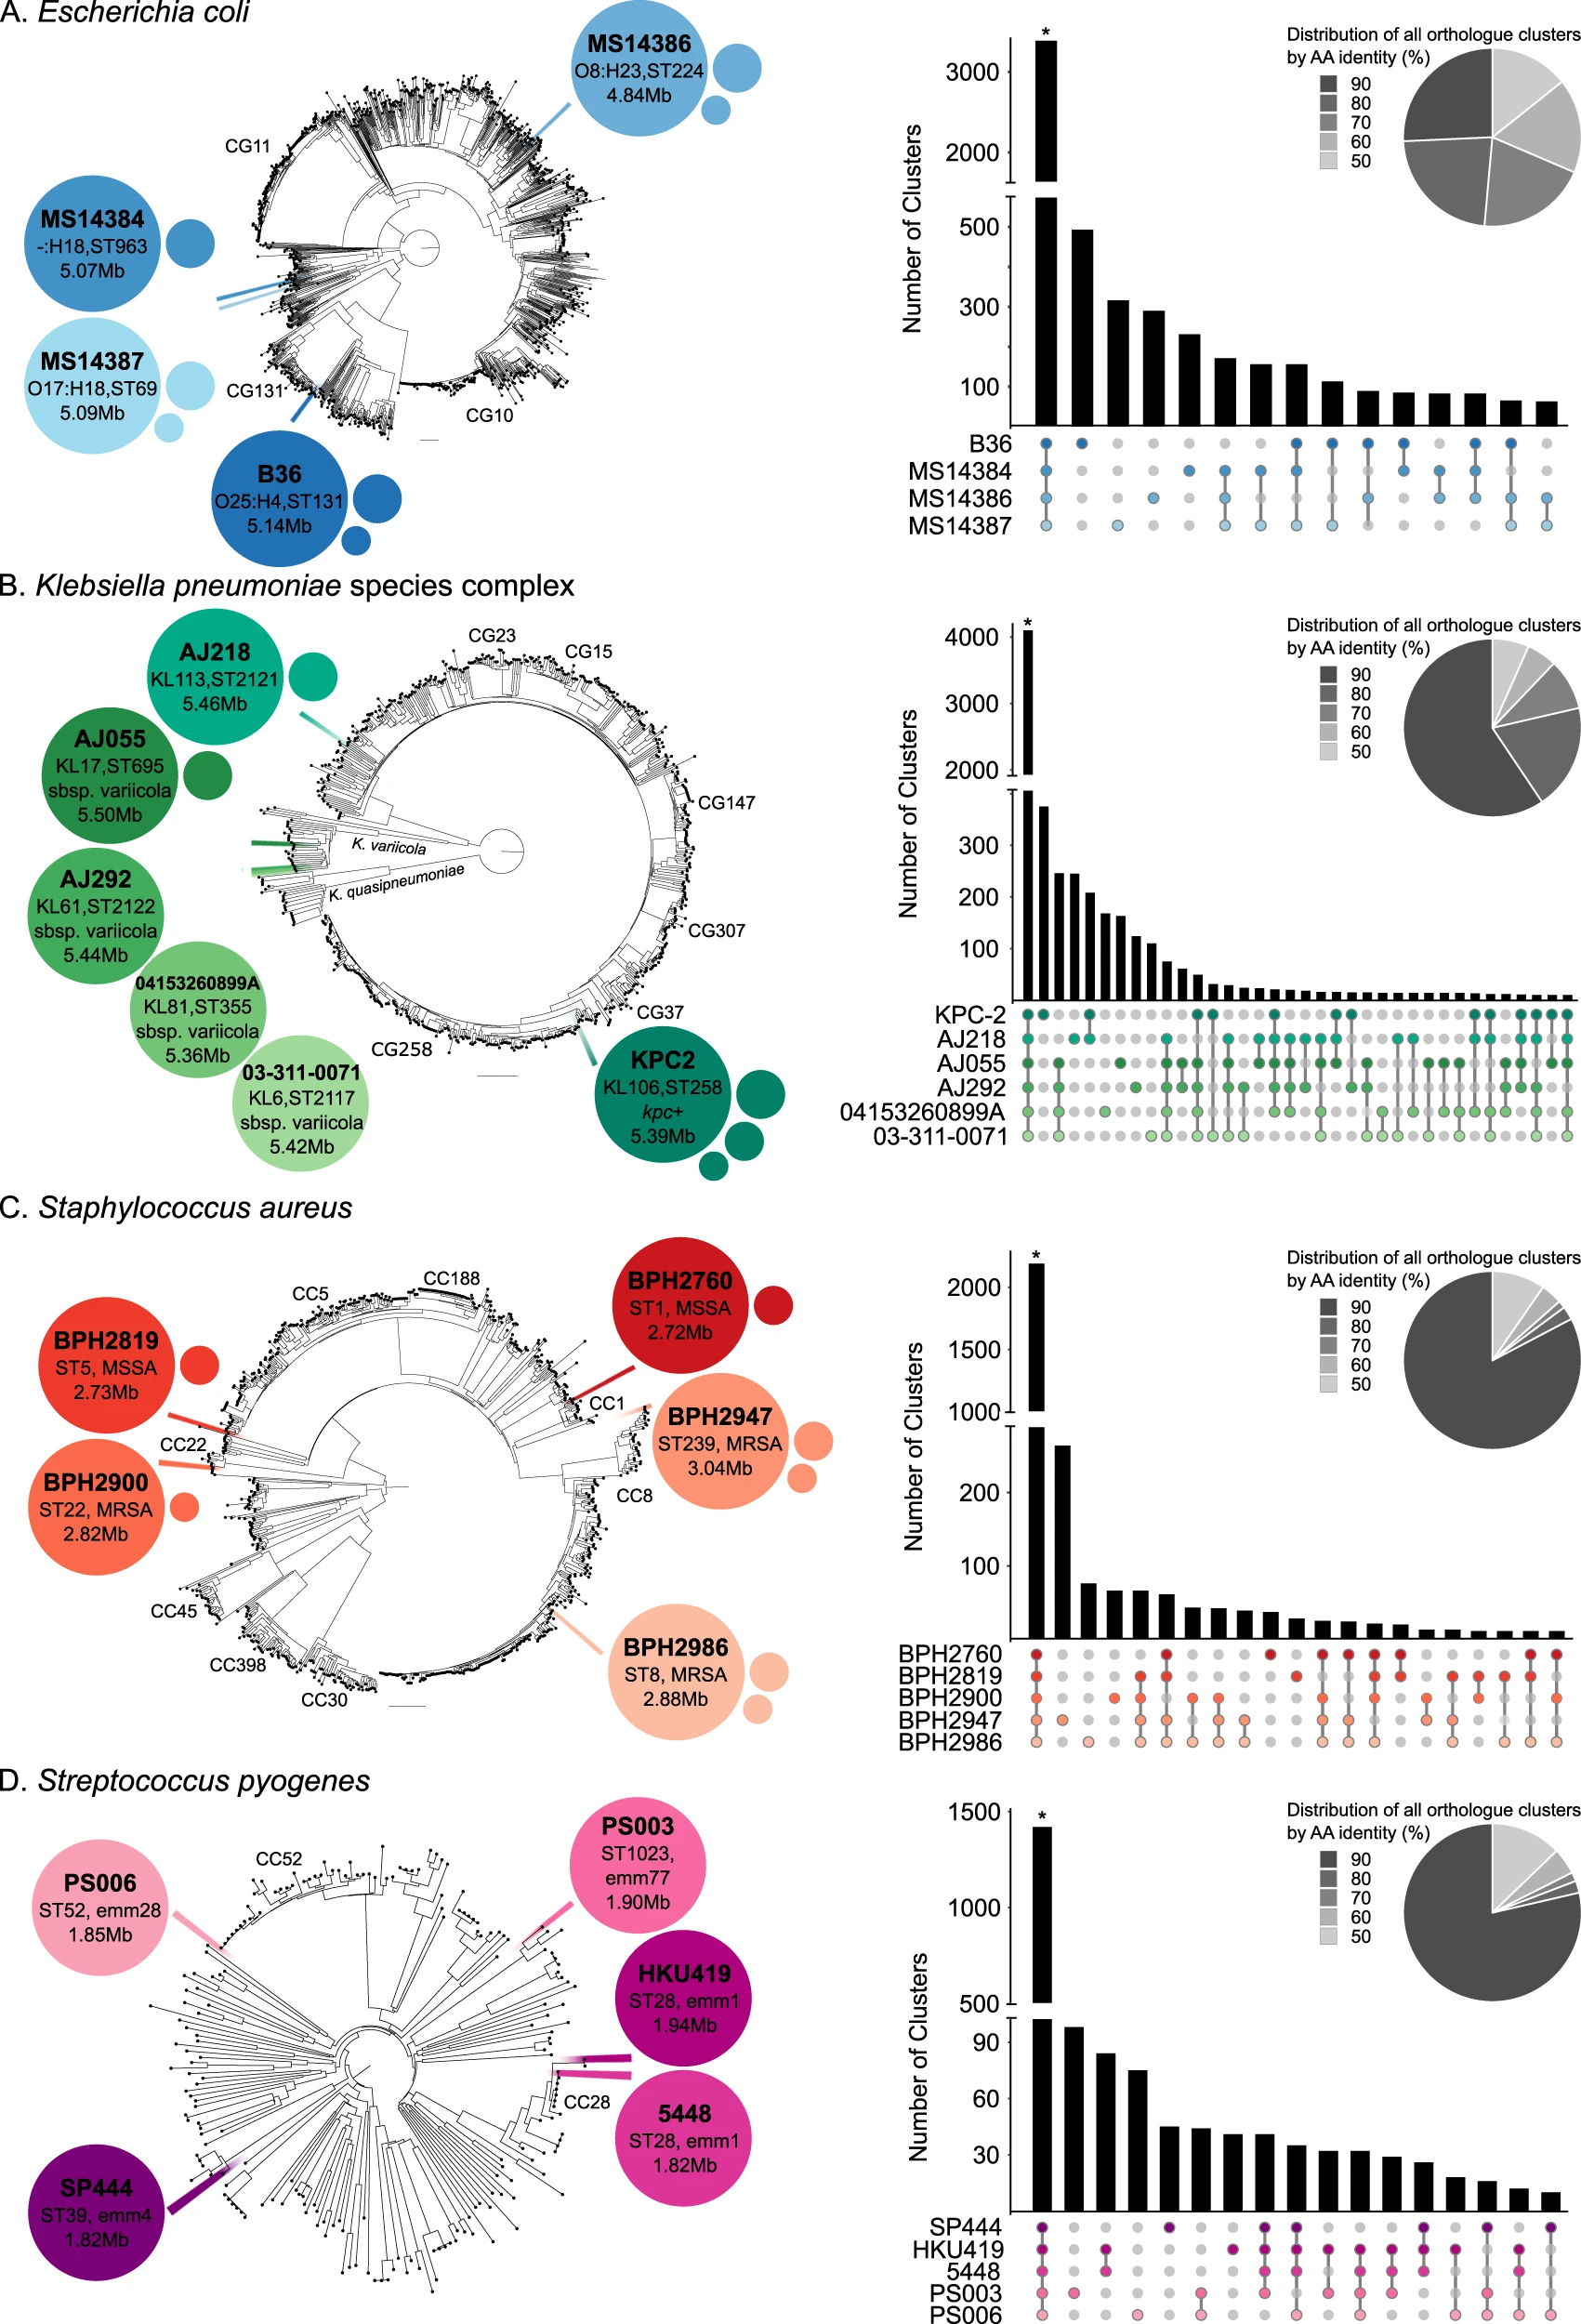 A. Escherichia coli
MS14386
O8:H23,ST224
4.84Mb
CG11
MS14384
-:H18,ST963
5.07Mb
MS14387
O17:H18,ST69
5.09Mb
CG131
CG10
B36
O25:H4,ST131
5.14Mb
Number of Clusters
*
3000
2000
500
300
100
B36
MS14384
MS14386
MS14387
Distribution of all orthologue clusters
by AA identity (%)
90
80
70
60
50
B. Klebsiella pneumoniae species complex
AJ218
KL113,ST2121
5.46Mb
CG23
CG15
AJ055
KL17,ST695
sbsp. variicola
5.50Mb
CG147
K. variicola
AJ292
KL61,ST2122
sbsp. variicola
5.44Mb
K. quasipneumoniae
CG307
04153260899A
KL81,ST355
sbsp. variicola
5.36Mb
CG37
CG258
03-311-0071
KL6,ST2117
sbsp. variicola
5.42Mb
KPC2
KL106,ST258
kpc+
5.39Mb
Number of Clusters
*
4000
3000
2000
300
200
100
KPC-2
AJ218
AJ055
AJ292
04153260899A
03-311-0071
Distribution of all orthologue clusters
by AA identity (%)
90
80
70
60
50
C. Staphylococcus aureus
CC188
CC5
BPH2760
ST1, MSSA
2.72Mb
BPH2819
ST5, MSSA
2.73Mb
CC1
BPH2947
ST239, MRSA
3.04Mb
CC22
BPH2900
ST22, MRSA
2.82Mb
CC8
CC45
CC398
CC30
BPH2986
ST8, MRSA
2.88Mb
Number of Clusters
*
2000
1500
1000
200
100
BPH2760
BPH2819
BPH2900
BPH2947
BPH2986
Distribution of all orthologue clusters
by AA identity (%)
90
80
70
60
50
D. Streptococcus pyogenes
PS003
ST1023,
emm77
1.90Mb
CC52
PS006
ST52, emm28
1.85Mb
HKU419
ST28, emm1
1.94Mb
CC28
5448
ST28, emm1
1.82Mb
SP444
ST39, emm4
1.82Mb
Number of Clusters
*
1500
1000
500
90
60
30
SP444
HKU419
5448
PS003
PS006
Distribution of all orthologue clusters
by AA identity (%)
90
80
70
60
50